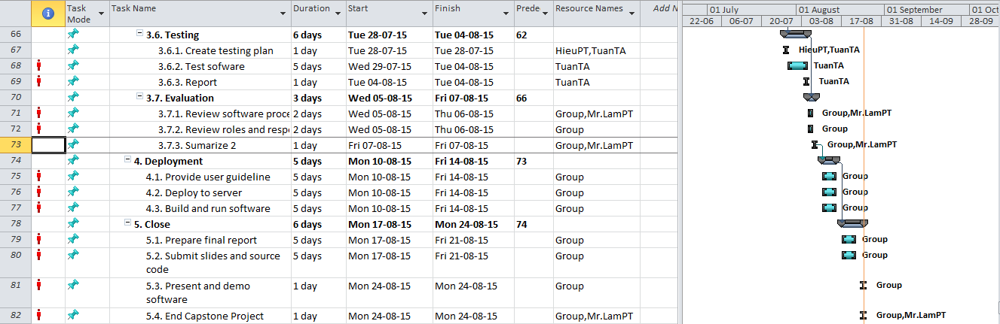 Task Mode Task Name Duration Start Finish Prede Resource Names Add N
01 July 01 August 01 September 01 Oct
22-06 06-07 20-07 03-08 17-08 31-08 14-09 28-09
66 3.6. Testing 6 days Tue 28-07-15 Tue 04-08-15 62
67 3.6.1. Create testing plan 1 day Tue 28-07-15 Tue 28-07-15 HieuPT,TuanTA HieuPT,TuanTA
68 3.6.2. Test sofware 5 days Wed 29-07-15 Tue 04-08-15 TuanTA TuanTA
69 3.6.3. Report 1 day Tue 04-08-15 Tue 04-08-15 TuanTA TuanTA
70 3.7. Evaluation 3 days Wed 05-08-15 Fri 07-08-15 66
71 3.7.1. Review software proce 2 days Wed 05-08-15 Thu 06-08-15 Group,Mr.LamPT Group,Mr.LamPT
72 3.7.2. Review roles and respo 2 days Wed 05-08-15 Thu 06-08-15 Group Group
73 3.7.3. Sumarize 2 1 day Fri 07-08-15 Fri 07-08-15 Group,Mr.LamPT Group,Mr.LamPT
74 4. Deployment 5 days Mon 10-08-15 Fri 14-08-15 73
75 4.1. Provide user guideline 5 days Mon 10-08-15 Fri 14-08-15 Group Group
76 4.2. Deploy to server 5 days Mon 10-08-15 Fri 14-08-15 Group Group
77 4.3. Build and run software 5 days Mon 10-08-15 Fri 14-08-15 Group Group
78 5. Close 6 days Mon 17-08-15 Mon 24-08-15 74
79 5.1. Prepare final report 5 days Mon 17-08-15 Fri 21-08-15 Group Group
80 5.2. Submit slides and source 5 days Mon 17-08-15 Fri 21-08-15 Group Group
code
81 5.3. Present and demo 1 day Mon 24-08-15 Mon 24-08-15 Group Group
software
82 5.4. End Capstone Project 1 day Mon 24-08-15 Mon 24-08-15 Group,Mr.LamPT Group,Mr.LamPT